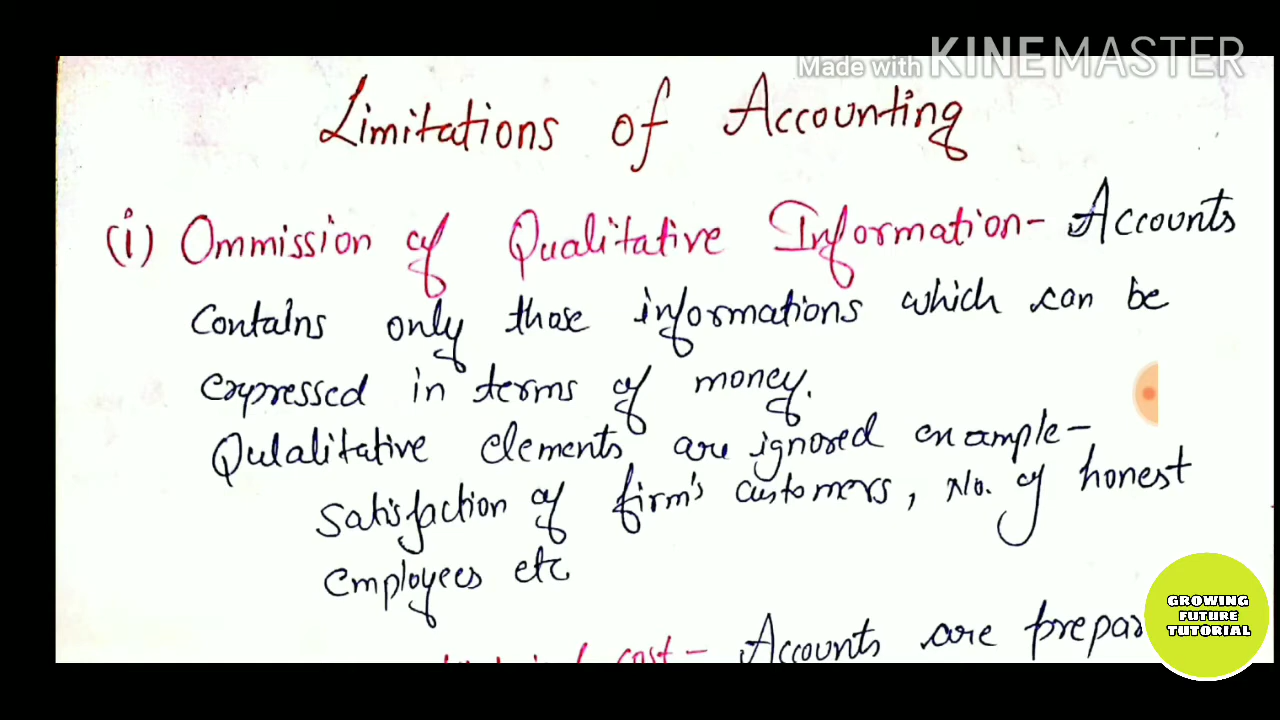 Made with KINEMASTER
Limitations of Accounting
(i) Ommission of Qualitative Information- Accounts
Contains only those informations which can be
expressed in terms of money.
Qulalitative elements are ignored example-
Satisfaction of firm's customers, No. of honest
employees etc
cost- Accounts are prepar
GROWING
FUTURE
TUTORIAL